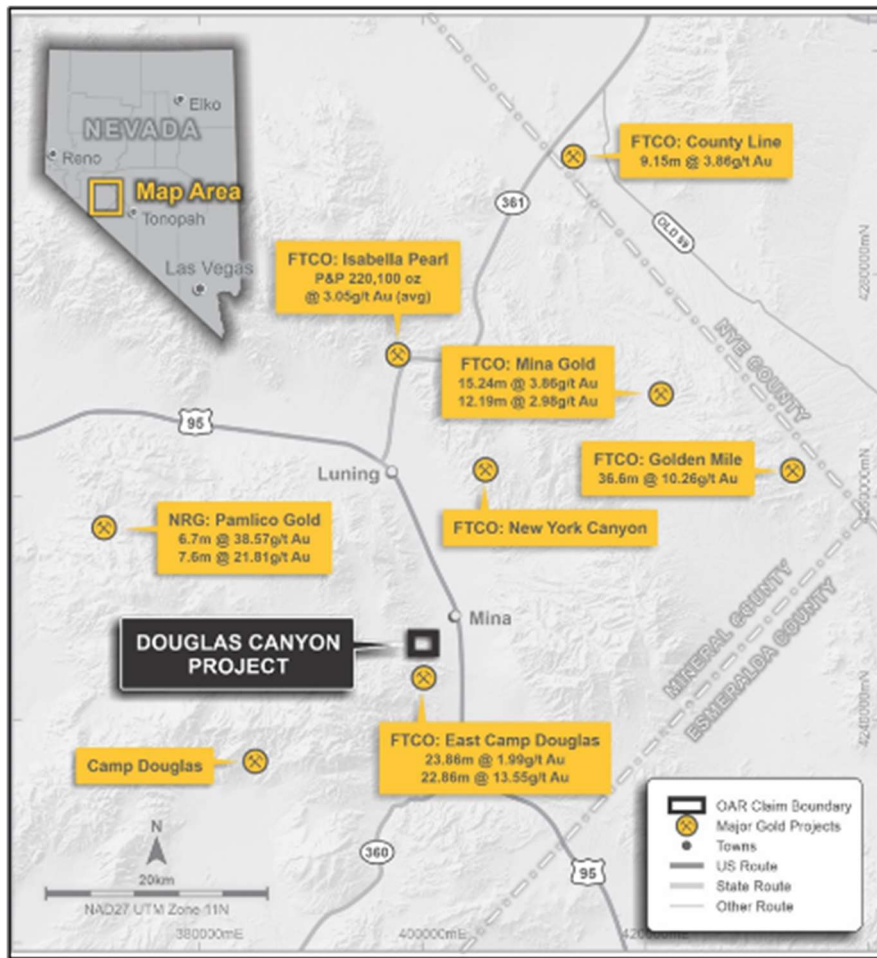 Elko
NEVADA
Reno
Map Area
Tonopah
Las Vegas
FTCO: County Line
9.15m @ 3.86g/t Au
361
OLD 89
FTCO: Isabella Pearl
P&P 220,100 oz
@ 3.05g/t Au (avg)
4280000mN
NYE COUNTY
FTCO: Mina Gold
15.24m @ 3.86g/t Au
12.19m @ 2.98g/t Au
95
Luning
FTCO: Golden Mile
36.6m @ 10.26g/t Au
NRG: Pamlico Gold
6.7m @ 38.57g/t Au
7.6m @ 21.81g/t Au
FTCO: New York Canyon
MINERAL COUNTY
ESMERALDA COUNTY
Mina
DOUGLAS CANYON
PROJECT
4240000mN
FTCO: East Camp Douglas
23.86m @ 1.99g/t Au
22.86m @ 13.55g/t Au
Camp Douglas
N
20km
NAD27 UTM Zone 11N
360
95
OAR Claim Boundary
Major Gold Projects
Towns
US Route
State Route
Other Route
380000mE
400000mE